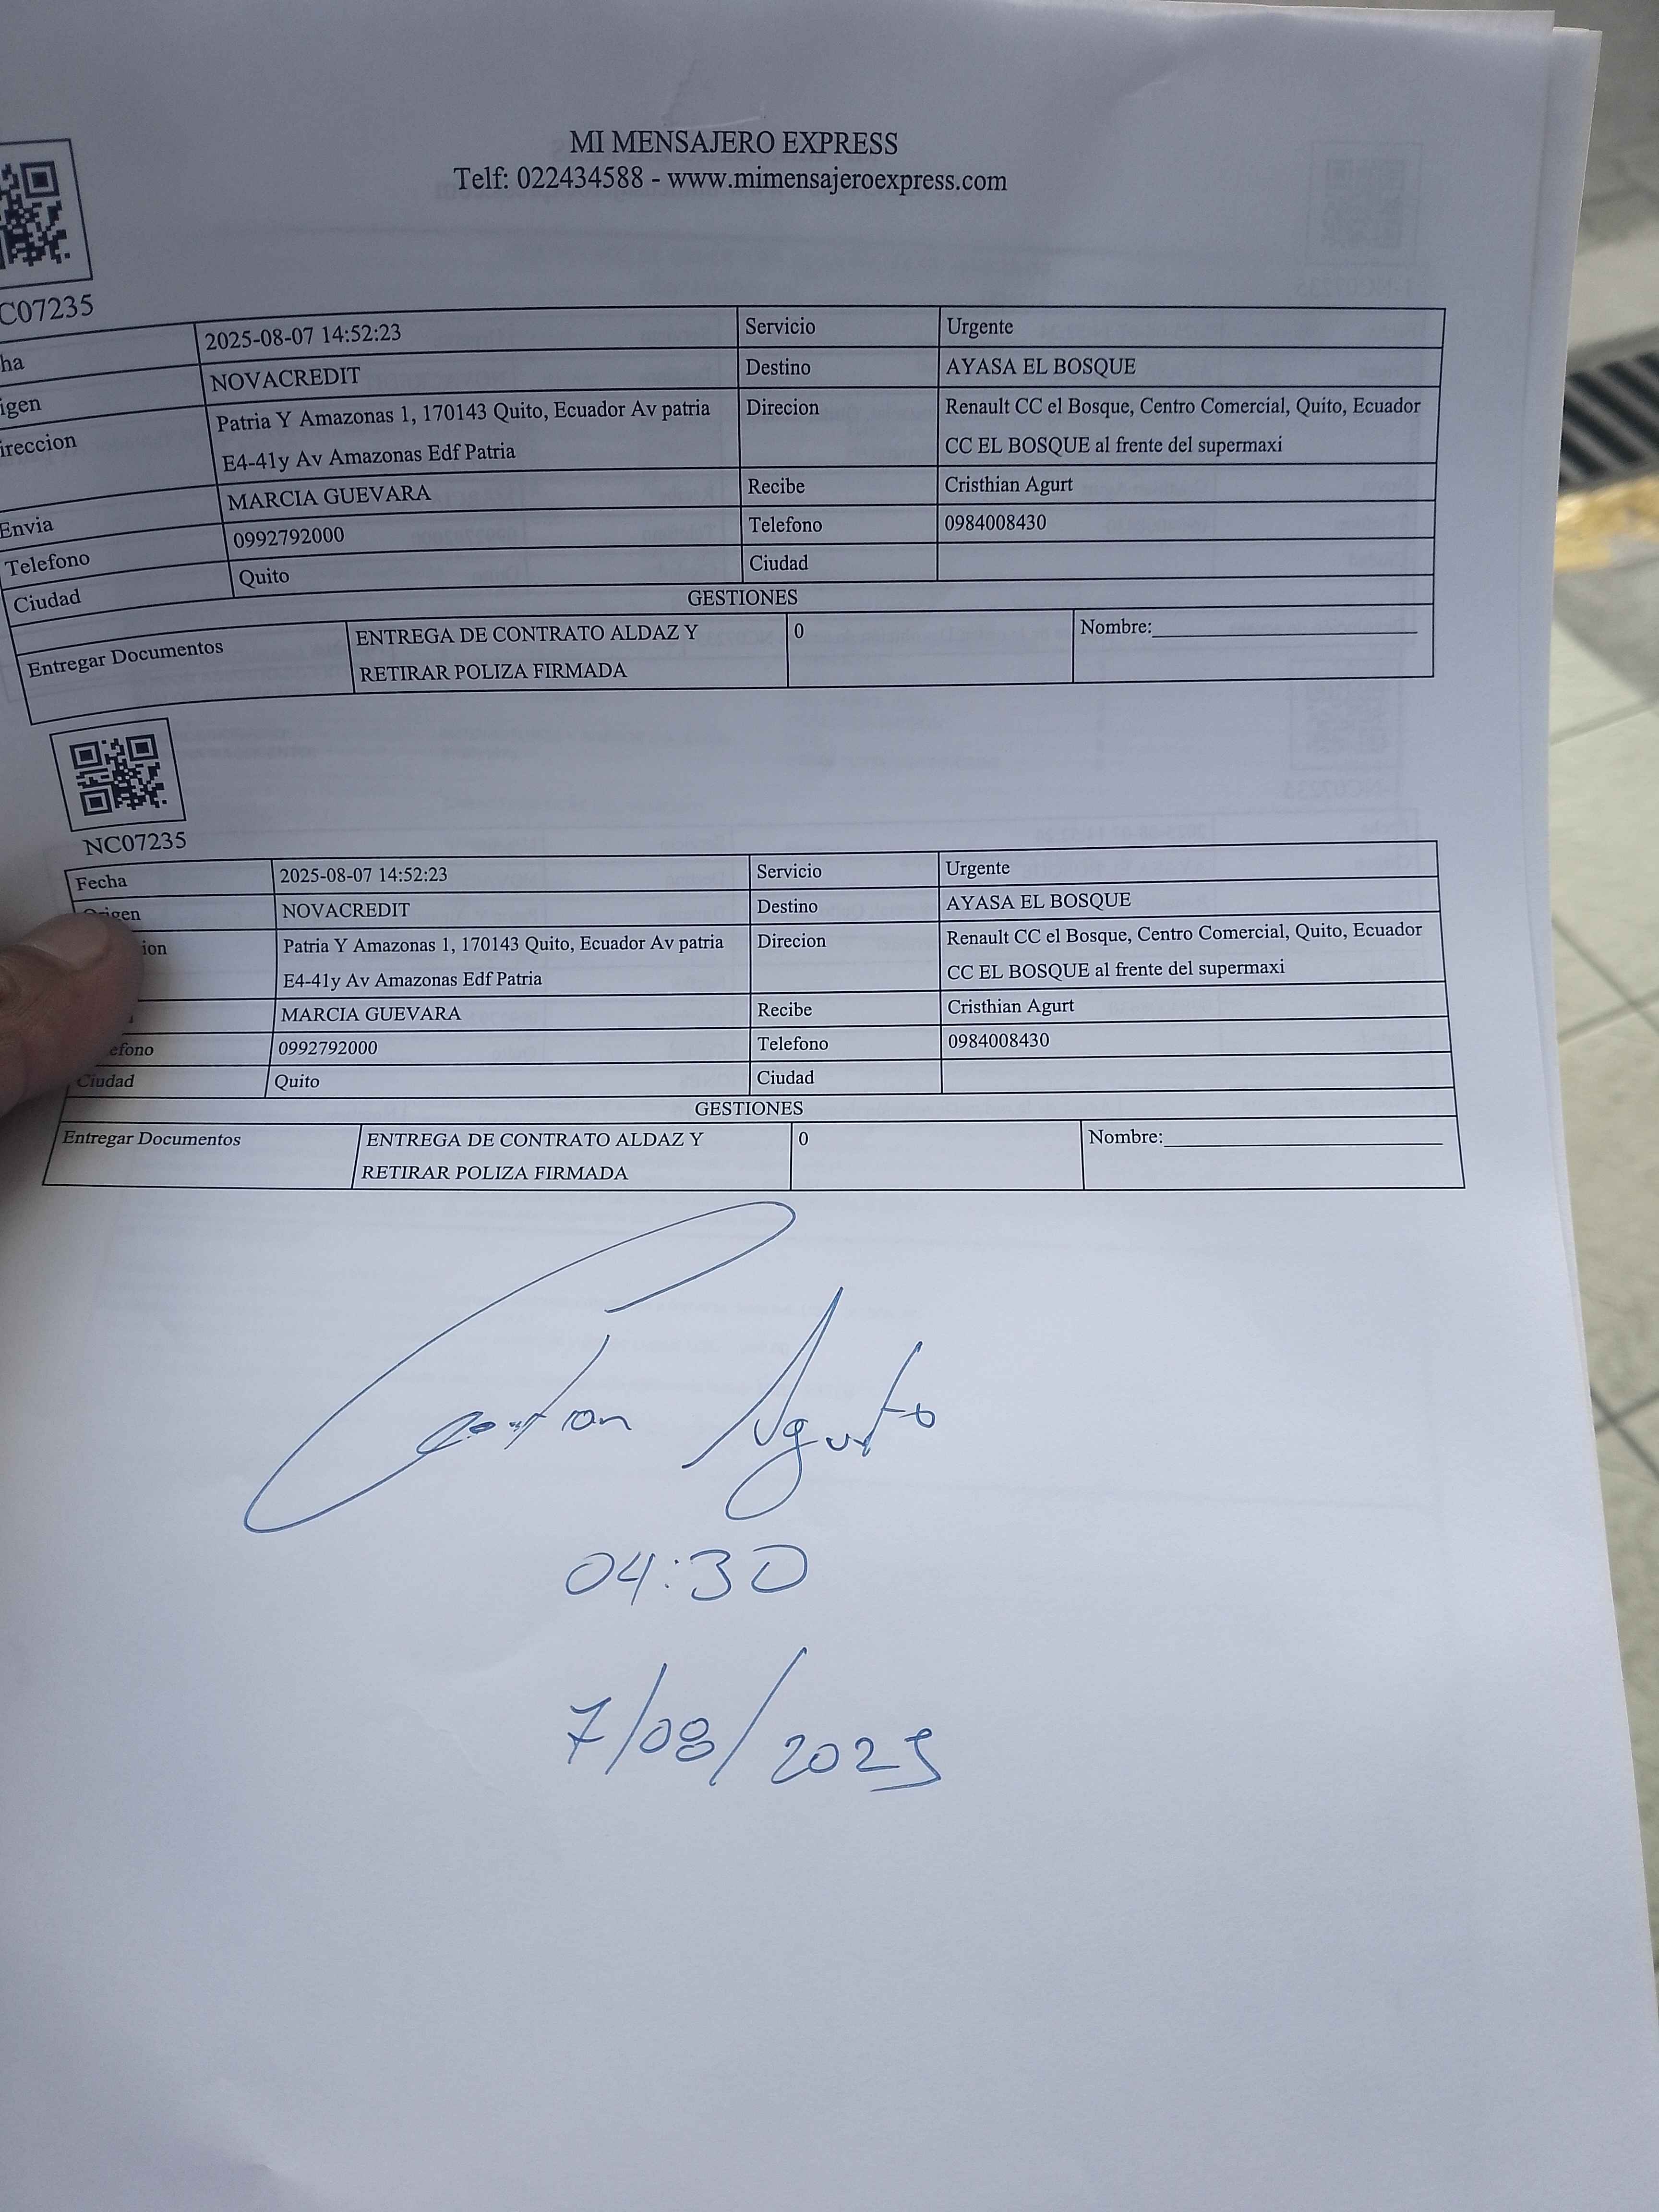 MI MENSAJERO EXPRESS
Telf: 022434588 - www.mimensajeroexpress.com
C07235
ha 2025-08-07 14:52:23 Servicio Urgente
igen NOVACREDIT Destino AYASA EL BOSQUE
ireccion Patria Y Amazonas 1, 170143 Quito, Ecuador Av patria Direcion Renault CC el Bosque, Centro Comercial, Quito, Ecuador
E4-41y Av Amazonas Edf Patria CC EL BOSQUE al frente del supermaxi
Envia MARCIA GUEVARA Recibe Cristhian Agurt
Telefono 0992792000 Telefono 0984008430
Ciudad Quito Ciudad
GESTIONES
Entregar Documentos ENTREGA DE CONTRATO ALDAZ Y 0 Nombre:
RETIRAR POLIZA FIRMADA
NC07235
Fecha 2025-08-07 14:52:23 Servicio Urgente
Origen NOVACREDIT Destino AYASA EL BOSQUE
ion Patria Y Amazonas 1, 170143 Quito, Ecuador Av patria Direcion Renault CC el Bosque, Centro Comercial, Quito, Ecuador
E4-41y Av Amazonas Edf Patria CC EL BOSQUE al frente del supermaxi
MARCIA GUEVARA Recibe Cristhian Agurt
efono 0992792000 Telefono 0984008430
Ciudad Quito Ciudad
GESTIONES
Entregar Documentos ENTREGA DE CONTRATO ALDAZ Y 0 Nombre:
RETIRAR POLIZA FIRMADA
Agurto
04:30
7/08/2025